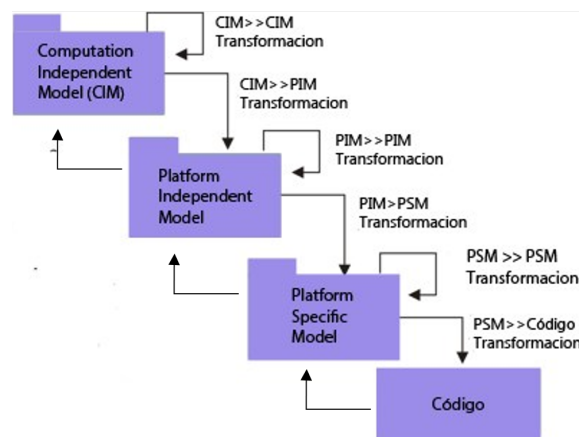 CIM>>CIM
Transformacion
Computation
Independent
Model (CIM)
CIM>>PIM
Transformacion
PIM>>PIM
Transformacion
Platform
Independent
Model
PIM>PSM
Transformacion
PSM >> PSM
Transformacion
Platform
Specific
Model
PSM>>Código
Transformacion
Código